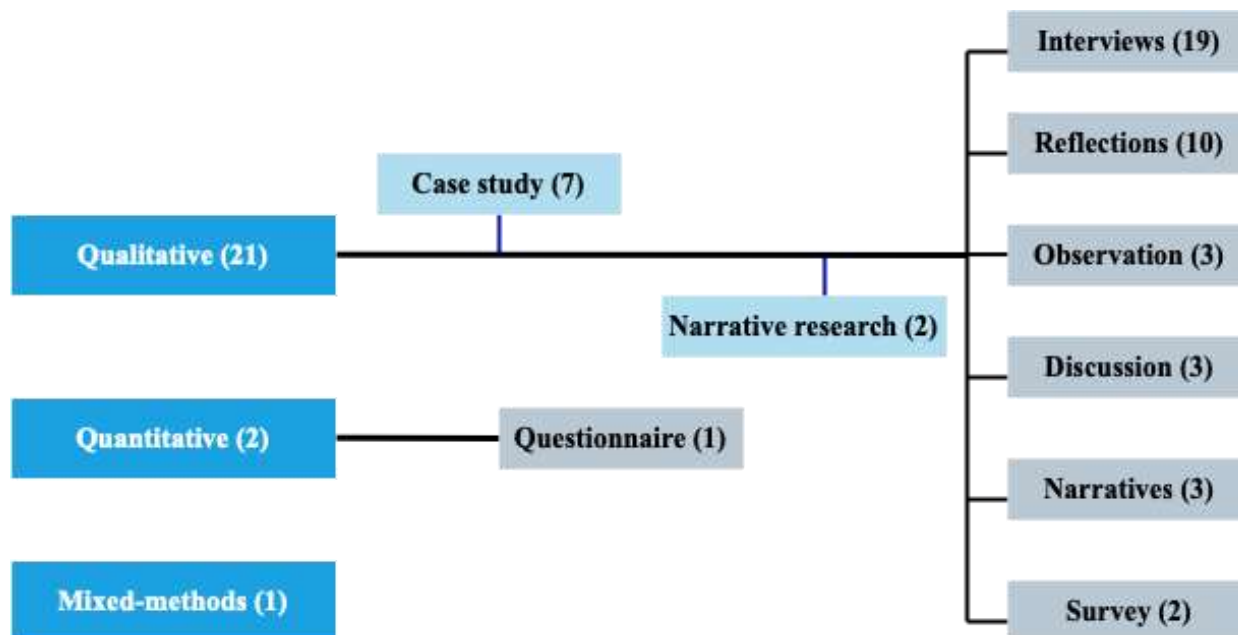 Interviews (19)
Reflections (10)
Case study (7)
Qualitative (21)
Observation (3)
Narrative research (2)
Discussion (3)
Quantitative (2)
Questionnaire (1)
Narratives (3)
Mixed-methods (1)
Survey (2)